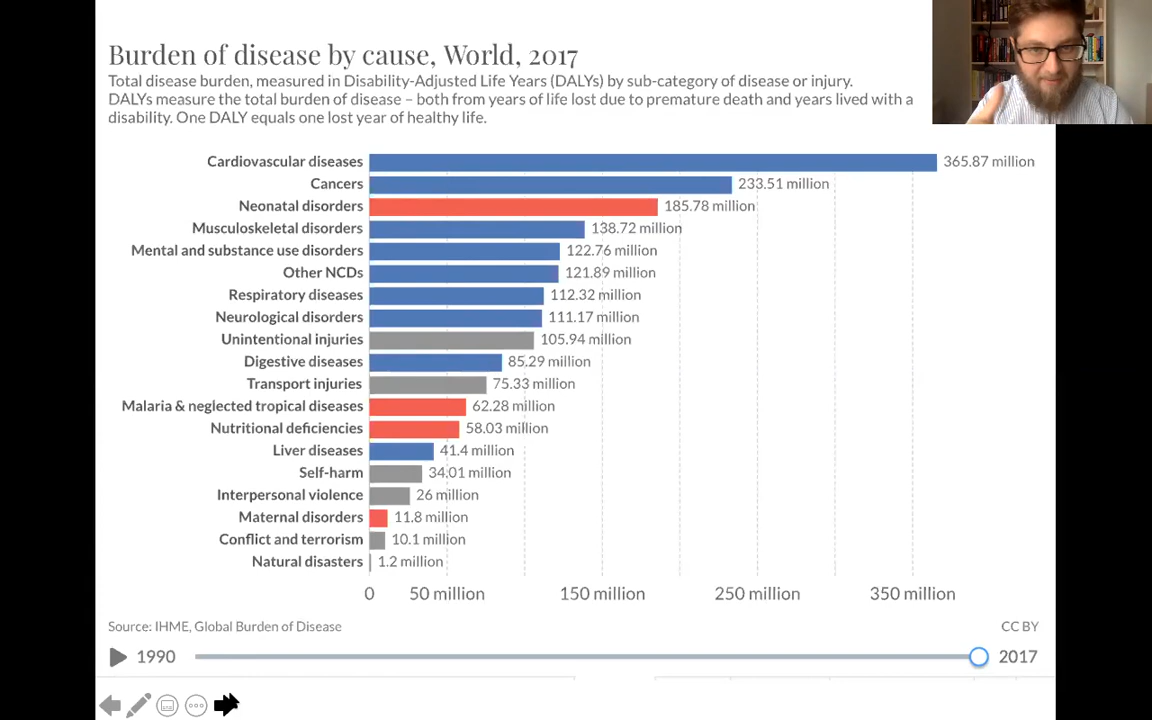 Burden of disease by cause, World, 2017
Total disease burden, measured in Disability-Adjusted Life Years (DALYs) by sub-category of disease or injury.
DALYs measure the total burden of disease – both from years of life lost due to premature death and years lived with a
disability. One DALY equals one lost year of healthy life.
Cardiovascular diseases 365.87 million
Cancers 233.51 million
Neonatal disorders 185.78 million
Musculoskeletal disorders 138.72 million
Mental and substance use disorders 122.76 million
Other NCDs 121.89 million
Respiratory diseases 112.32 million
Neurological disorders 111.17 million
Unintentional injuries 105.94 million
Digestive diseases 85.29 million
Transport injuries 75.33 million
Malaria & neglected tropical diseases 62.28 million
Nutritional deficiencies 58.03 million
Liver diseases 41.4 million
Self-harm 34.01 million
Interpersonal violence 26 million
Maternal disorders 11.8 million
Conflict and terrorism 10.1 million
Natural disasters 1.2 million
0 50 million 150 million 250 million 350 million
Source: IHME, Global Burden of Disease CC BY
1990 2017